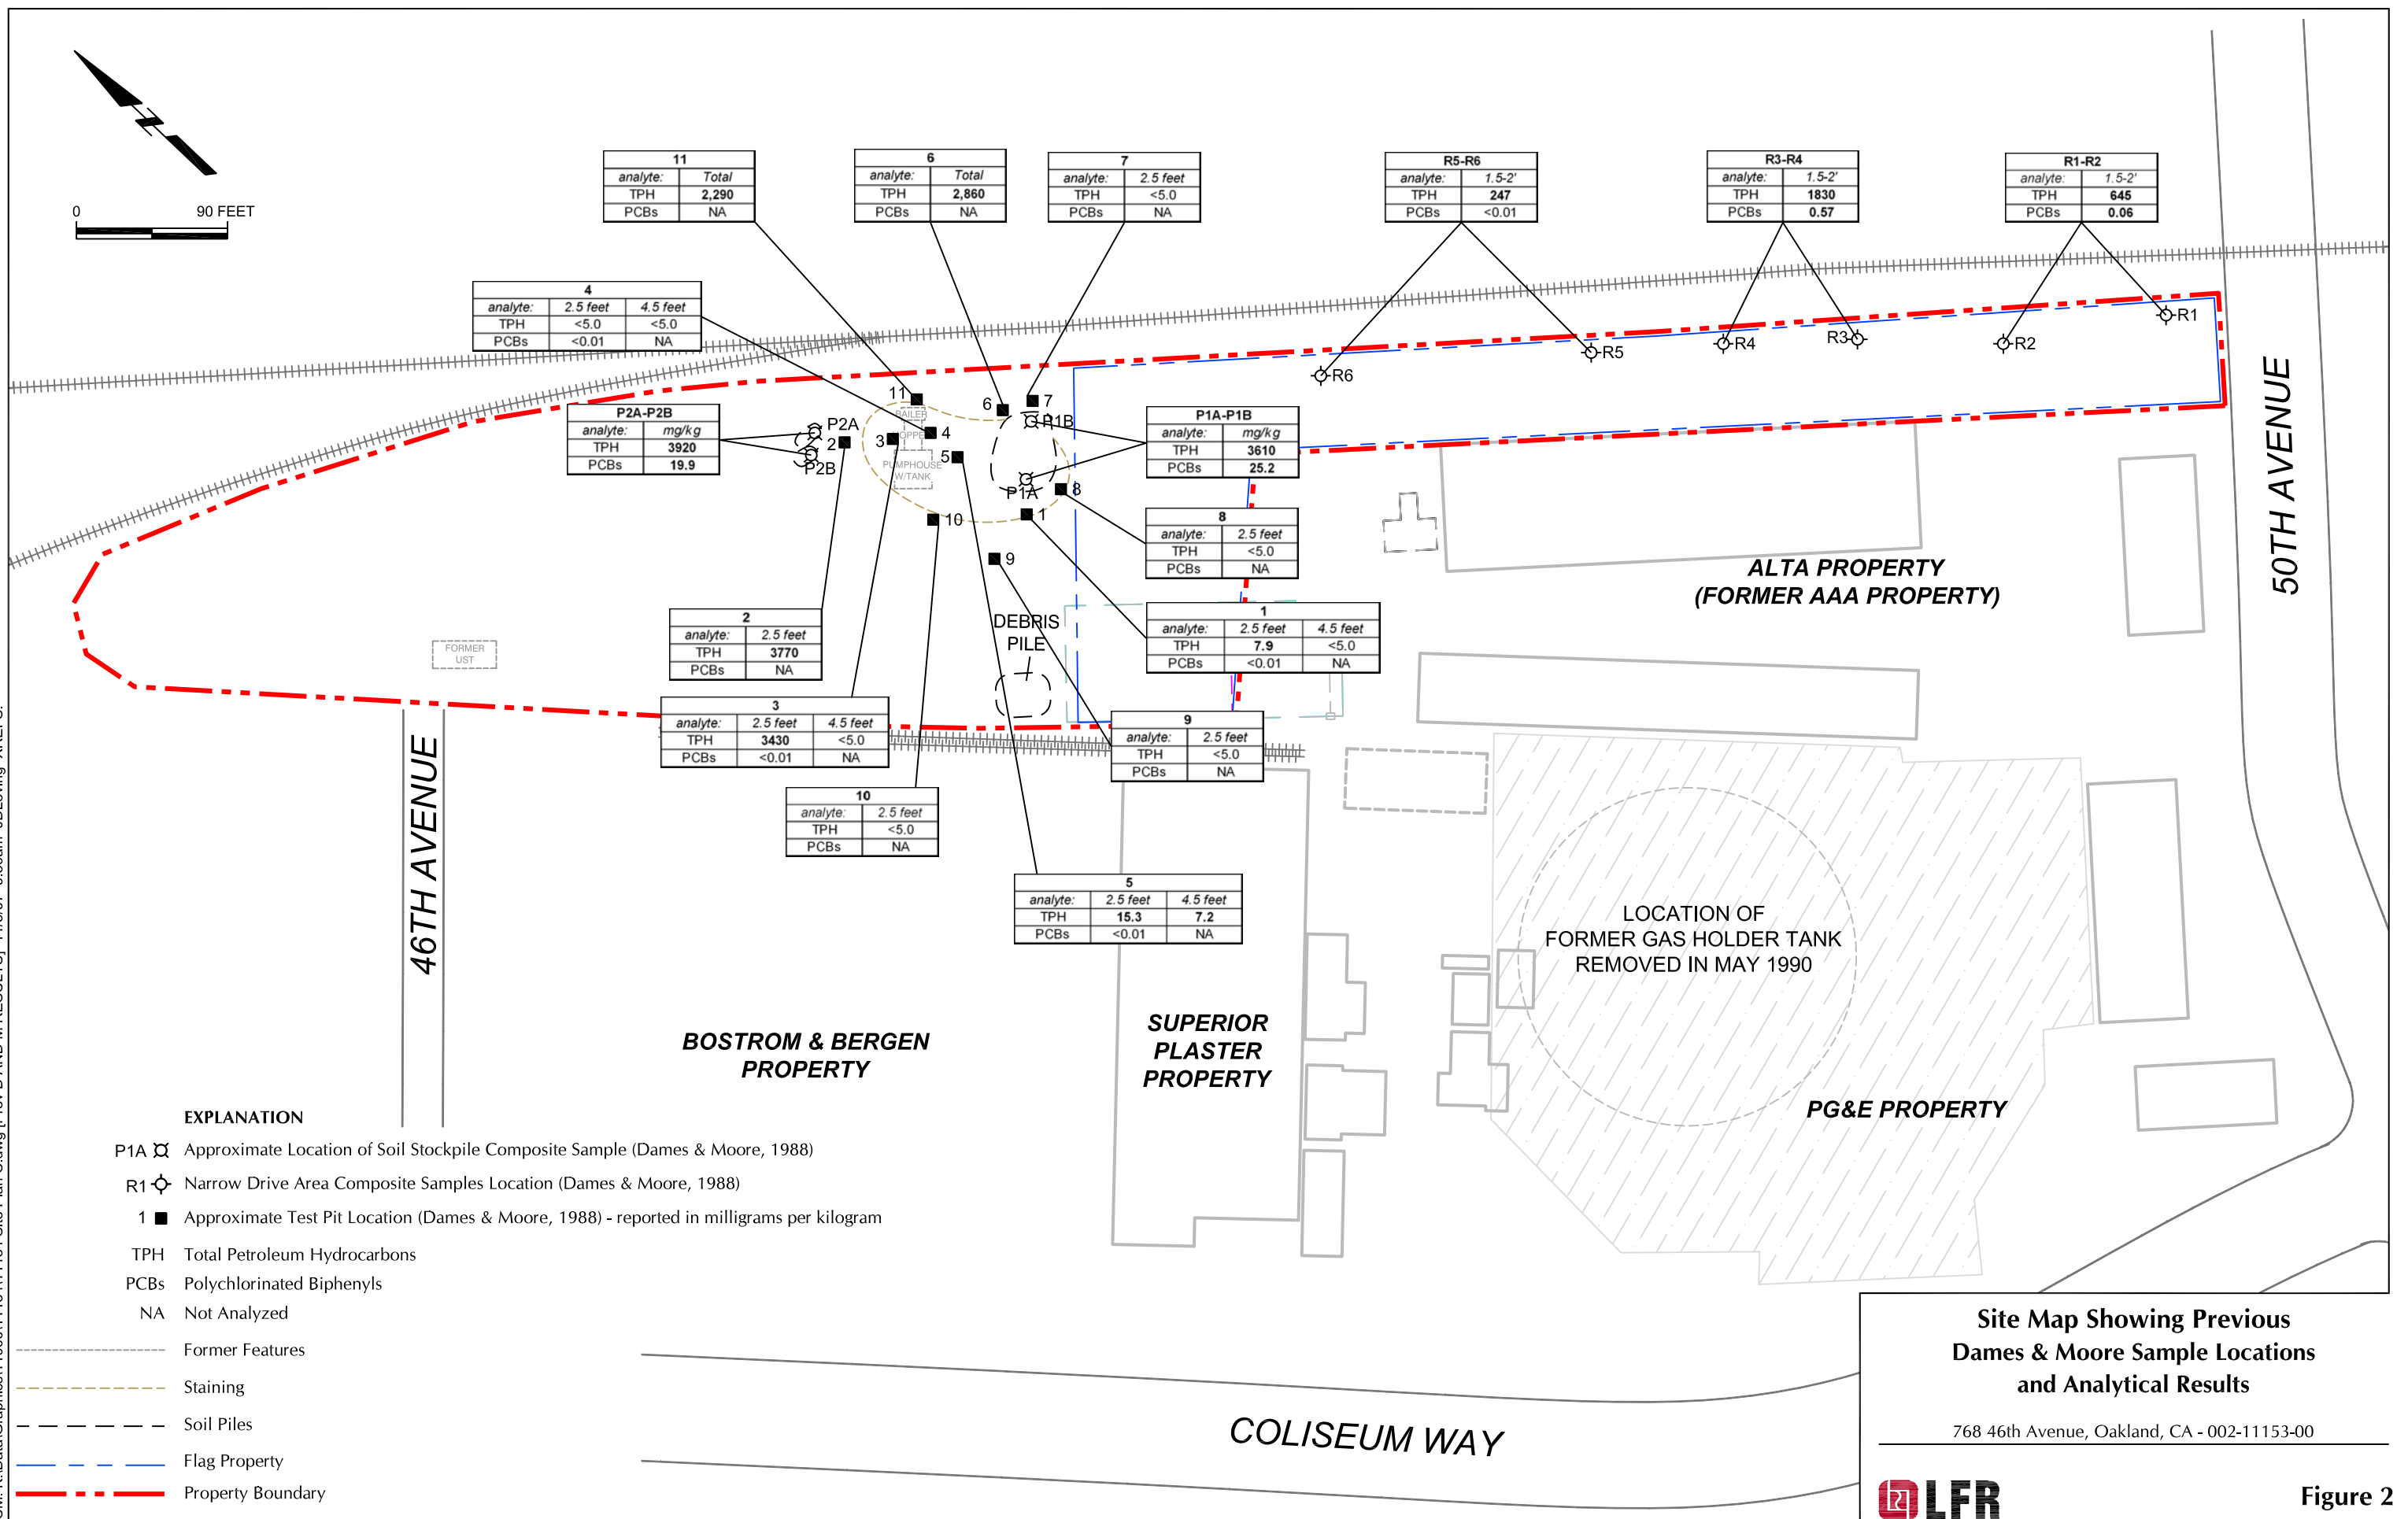 0 90 FEET
11
analyte: Total
TPH 2,290
PCBs NA
6
analyte: Total
TPH 2,860
PCBs NA
7
analyte: 2.5 feet
TPH <5.0
PCBs NA
R5-R6
analyte: 1.5-2'
TPH 247
PCBs <0.01
R3-R4
analyte: 1.5-2'
TPH 1830
PCBs 0.57
R1-R2
analyte: 1.5-2'
TPH 645
PCBs 0.06
4
analyte: 2.5 feet 4.5 feet
TPH <5.0 <5.0
PCBs <0.01 NA
R1
R2
R3
R4
R5
R6
P2A-P2B
analyte: mg/kg
TPH 3920
PCBs 19.9
P2A
2
P2B
11
BAILER
3
4
5
PUMPHOUSE
W/TANK
6
7
P1B
P1A
8
1
10
9
P1A-P1B
analyte: mg/kg
TPH 3610
PCBs 25.2
8
analyte: 2.5 feet
TPH <5.0
PCBs NA
1
analyte: 2.5 feet 4.5 feet
TPH 7.9 <5.0
PCBs <0.01 NA
2
analyte: 2.5 feet
TPH 3770
PCBs NA
3
analyte: 2.5 feet 4.5 feet
TPH 3430 <5.0
PCBs <0.01 NA
9
analyte: 2.5 feet
TPH <5.0
PCBs NA
10
analyte: 2.5 feet
TPH <5.0
PCBs NA
5
analyte: 2.5 feet 4.5 feet
TPH 15.3 7.2
PCBs <0.01 NA
DEBRIS
PILE
FORMER
UST
46TH AVENUE
50TH AVENUE
ALTA PROPERTY
(FORMER AAA PROPERTY)
LOCATION OF
FORMER GAS HOLDER TANK
REMOVED IN MAY 1990
BOSTROM & BERGEN
PROPERTY
SUPERIOR
PLASTER
PROPERTY
PG&E PROPERTY
COLISEUM WAY
EXPLANATION
P1A Approximate Location of Soil Stockpile Composite Sample (Dames & Moore, 1988)
R1 Narrow Drive Area Composite Samples Location (Dames & Moore, 1988)
1 Approximate Test Pit Location (Dames & Moore, 1988) - reported in milligrams per kilogram
TPH Total Petroleum Hydrocarbons
PCBs Polychlorinated Biphenyls
NA Not Analyzed
Former Features
Staining
Soil Piles
Flag Property
Property Boundary
Site Map Showing Previous
Dames & Moore Sample Locations
and Analytical Results
768 46th Avenue, Oakland, CA - 002-11153-00
LFR
Figure 2